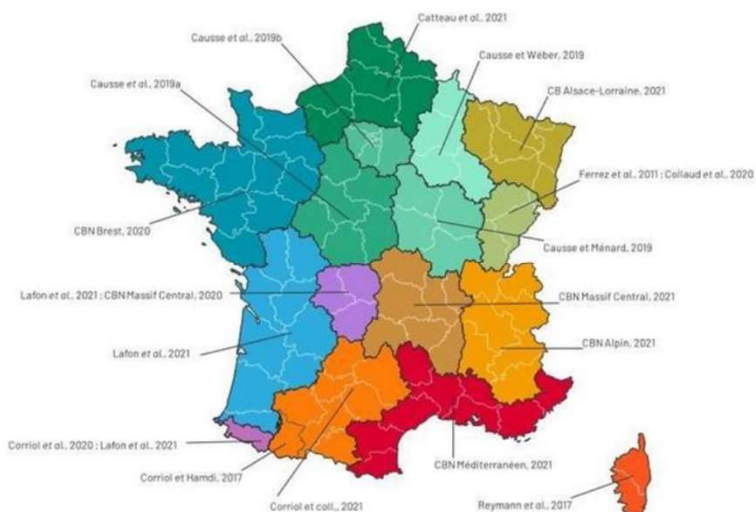 Catteau et al., 2021
Causse et al., 2019b
Causse et Wéber, 2019
Causse et al., 2019a
CB Alsace-Lorraine, 2021
Ferrez et al. 2011 ; Collaud et al., 2020
CBN Brest, 2020
Causse et Ménard, 2019
Lafon et al., 2021 ; CBN Massif Central, 2020
CBN Massif Central, 2021
CBN Alpin, 2021
Lafon et al., 2021
Corriol et al., 2020 ; Lafon et al., 2021
CBN Méditerranéen, 2021
Corriol et Hamdi, 2017
Corriol et coll., 2021
Reymann et al., 2017